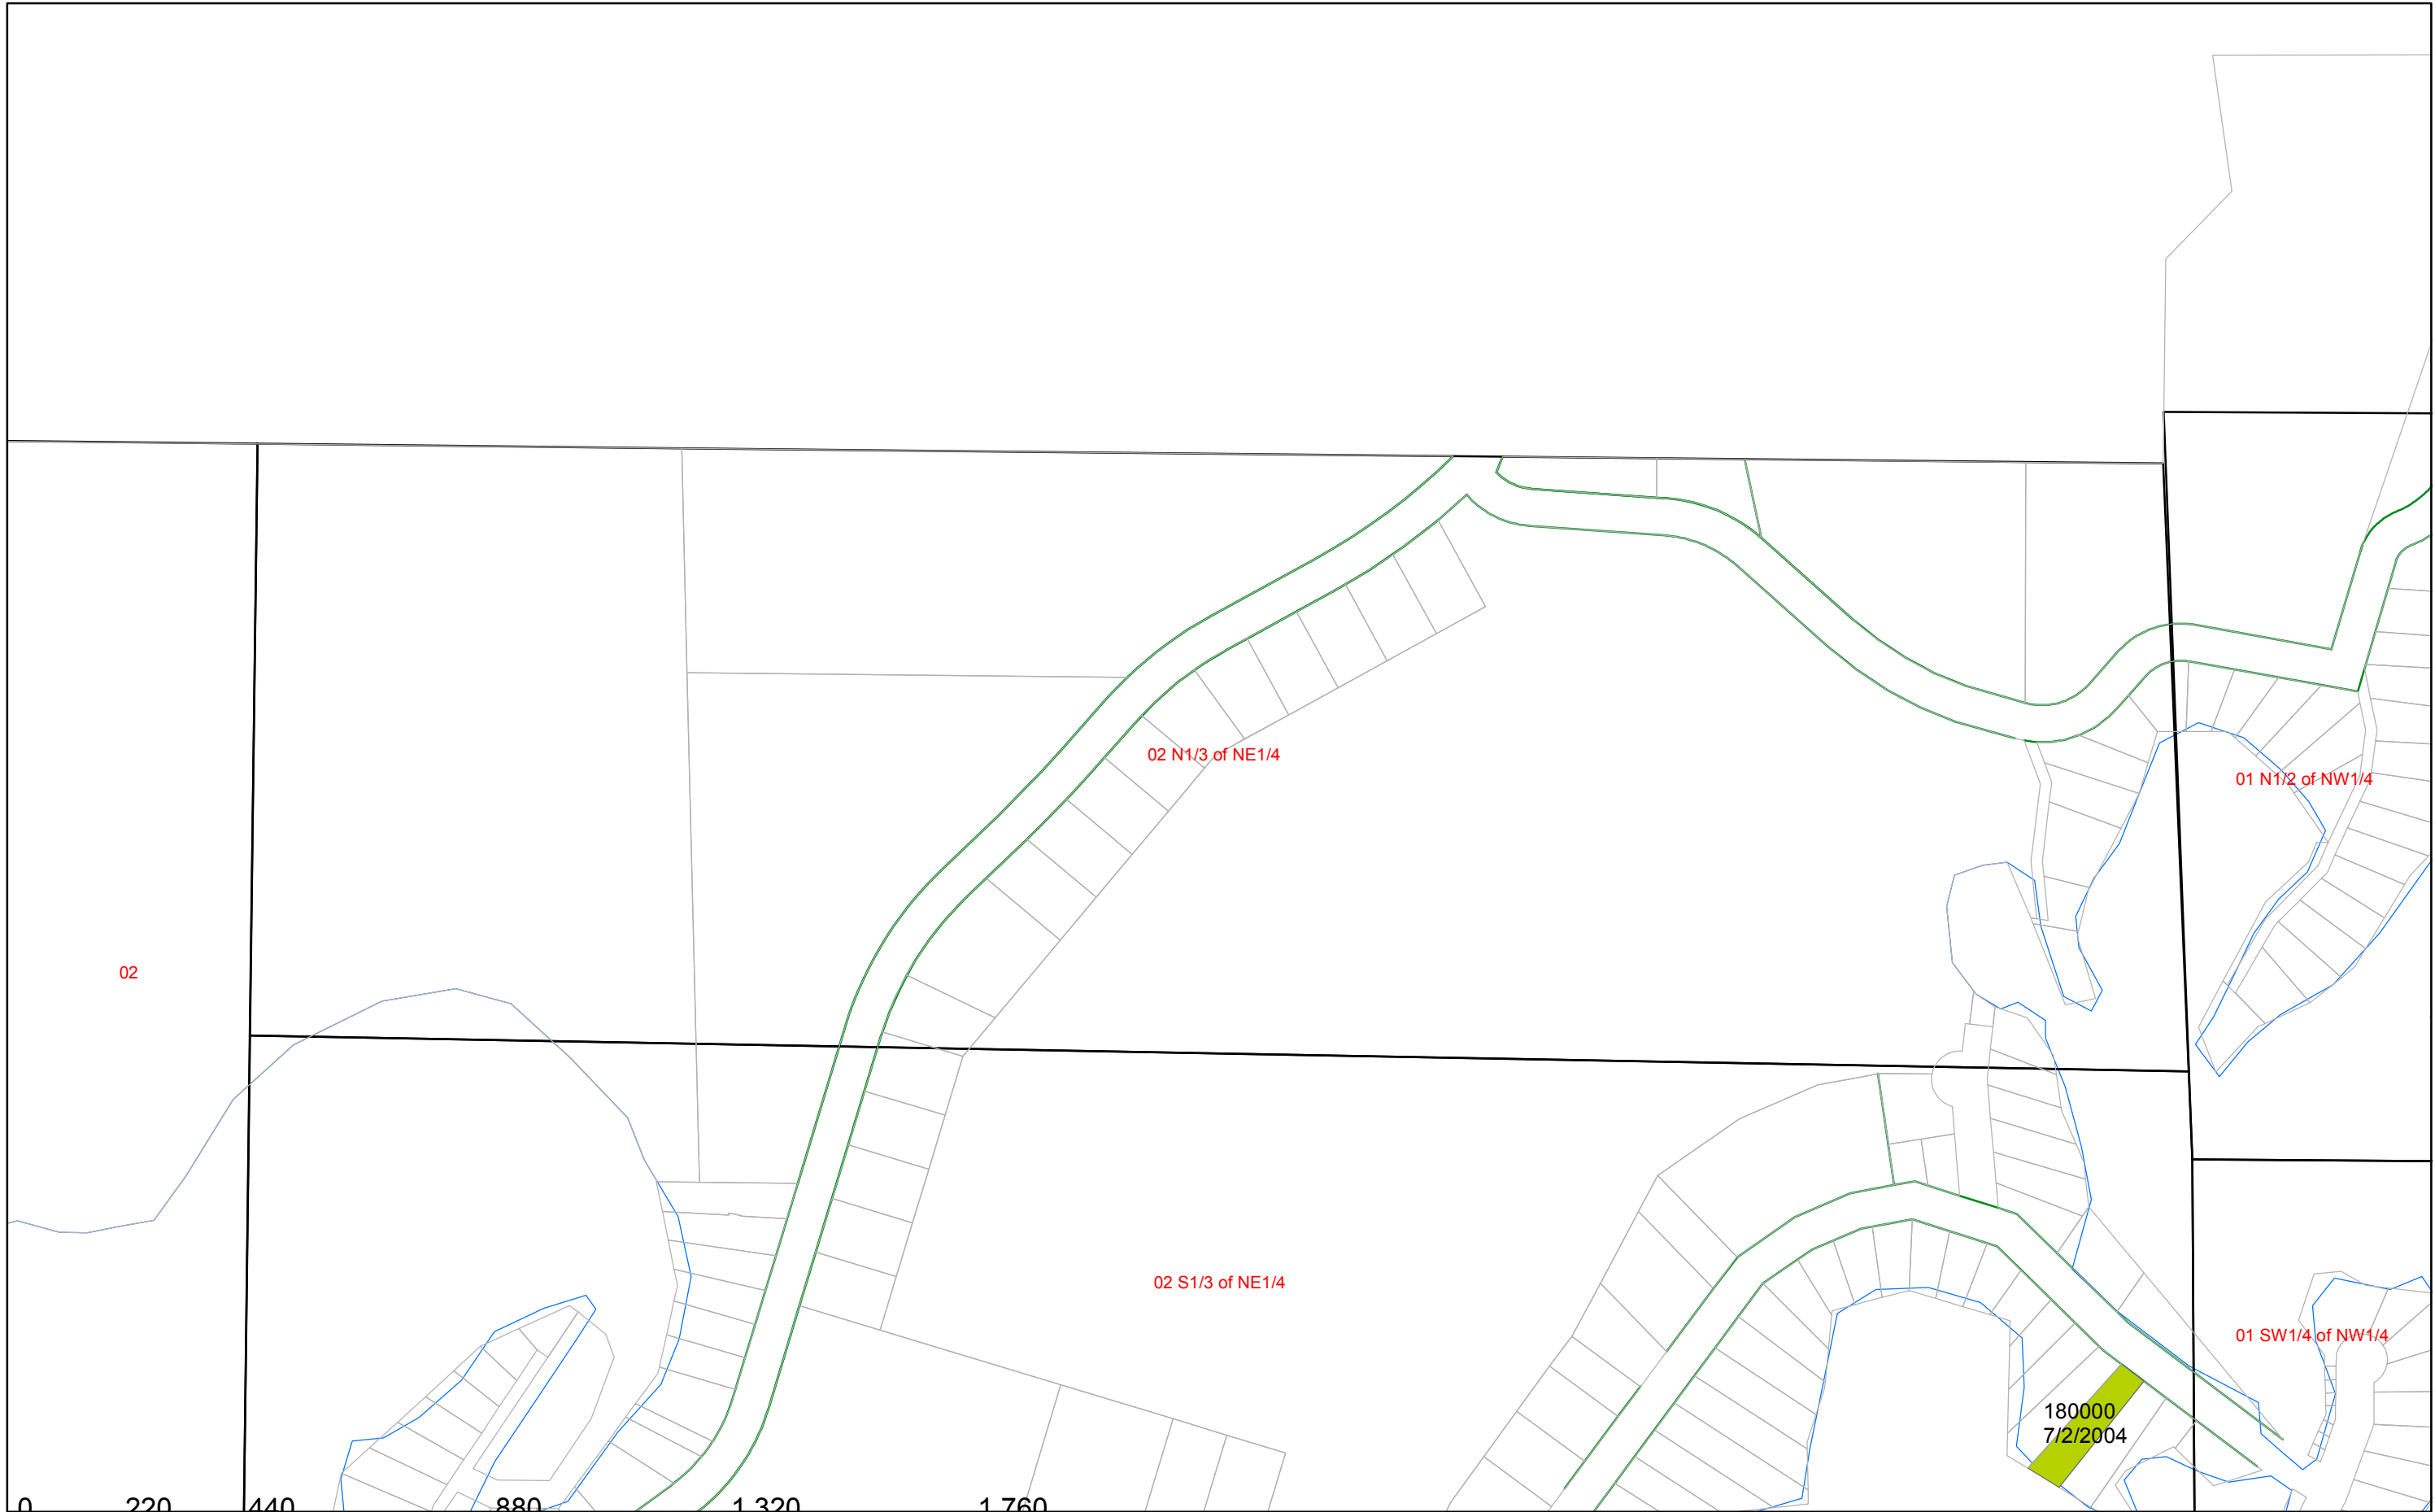 02 N1/3 of NE1/4
01 N1/2 of NW1/4
02
02 S1/3 of NE1/4
01 SW1/4 of NW1/4
180000
7/2/2004
0 220 440 880 1,320 1,760